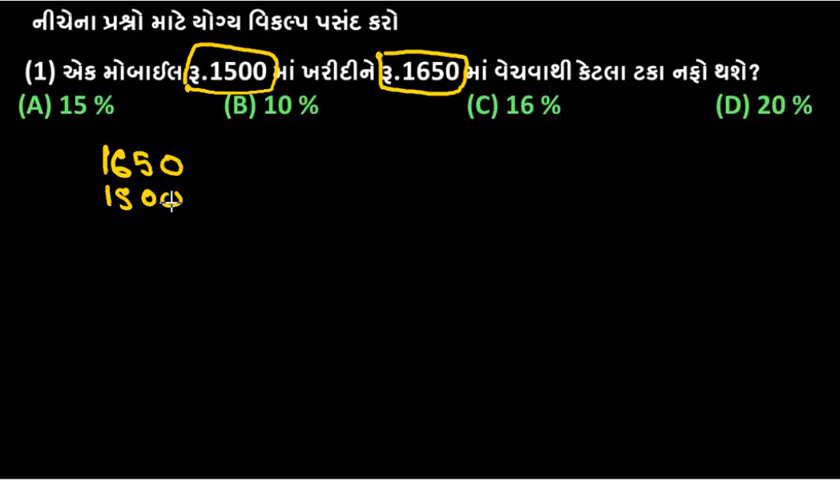 નીચેના પ્રશ્નો માટે યોગ્ય વિકલ્પ પસંદ કરો
(1) એક મોબાઈલ રૂ.1500 માં ખરીદીને રૂ.1650 માં વેચવાથી કેટલા ટકા નફો થશે?
(A) 15 % (B) 10 % (C) 16 % (D) 20 %
1650
1500